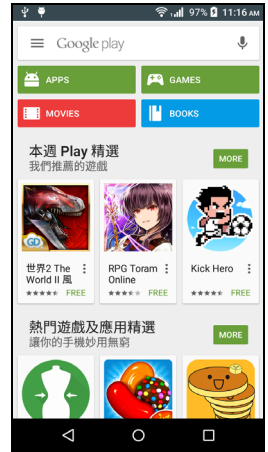 97% 11:16 AM
Google play
APPS
GAMES
MOVIES
BOOKS
本週 Play 精選
我們推薦的遊戲
MORE
GD
世界2 The World II 風
FREE
RPG Toram Online
FREE
Kick Hero
FREE
熱門遊戲及應用精選
讓你的手機妙用無窮
MORE